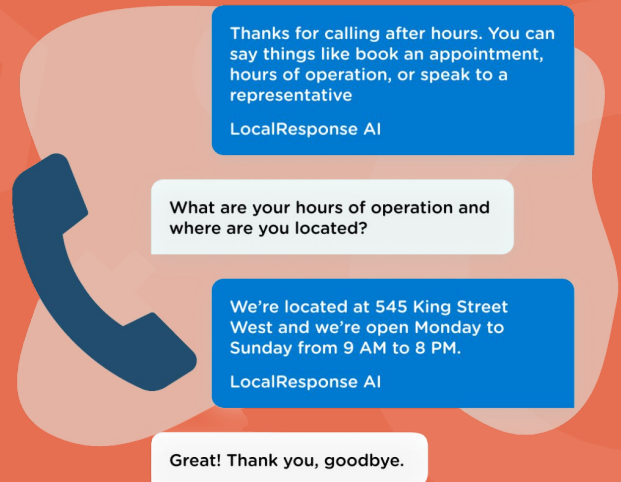 Thanks for calling after hours. You can
say things like book an appointment,
hours of operation, or speak to a
representative
LocalResponse AI
What are your hours of operation and
where are you located?
We're located at 545 King Street
West and we're open Monday to
Sunday from 9 AM to 8 PM.
LocalResponse AI
Great! Thank you, goodbye.